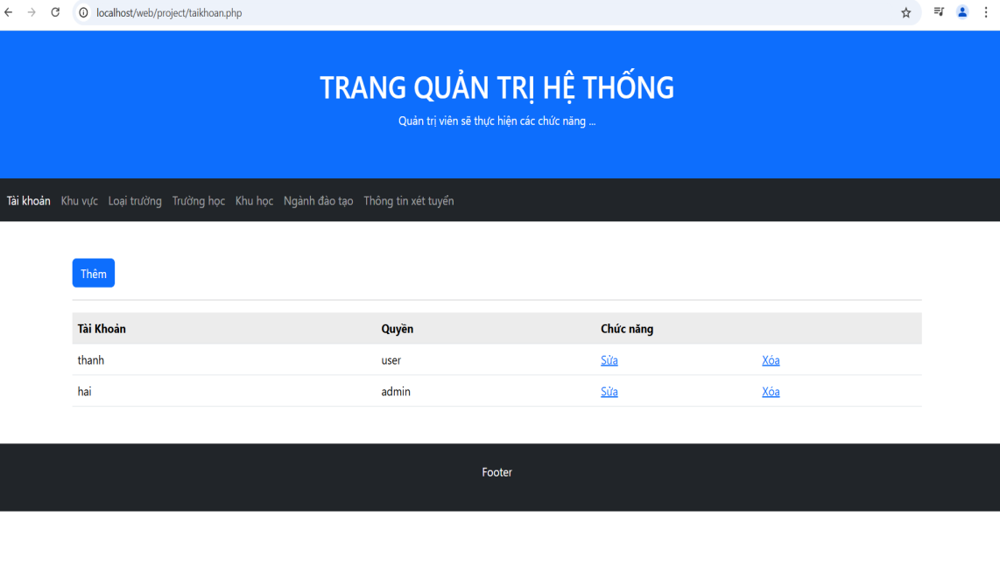 localhost/web/project/taikhoan.php
TRANG QUẢN TRỊ HỆ THỐNG
Quản trị viên sẽ thực hiện các chức năng ...
Tài khoản Khu vực Loại trường Trường học Khu học Ngành đào tạo Thông tin xét tuyển
Thêm
Tài Khoản Quyền Chức năng
thanh user Sửa Xóa
hai admin Sửa Xóa
Footer